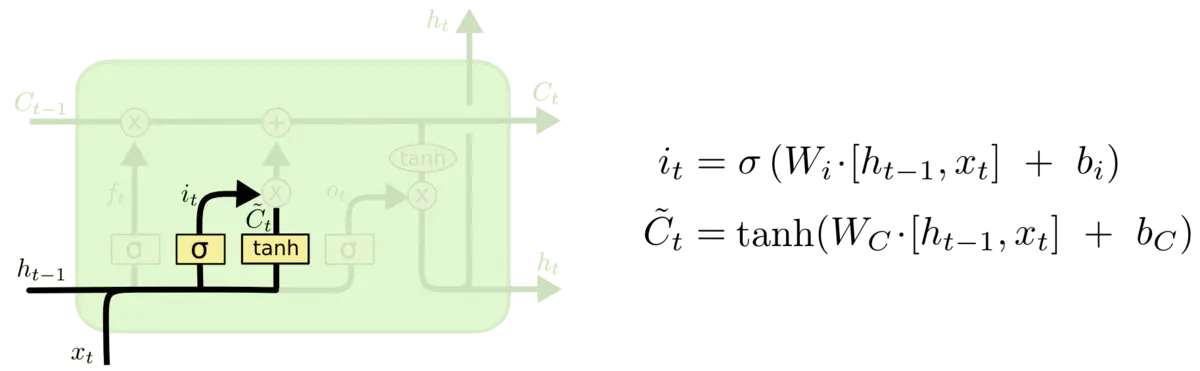 h_t
C_{t−1} C_t
x +
tanh
f_t i_t x o_t x
C̃_t
σ σ tanh σ
h_{t−1} h_t
x_t
i_t = σ (W_i·[h_{t−1}, x_t] + b_i)
C̃_t = tanh(W_C·[h_{t−1}, x_t] + b_C)